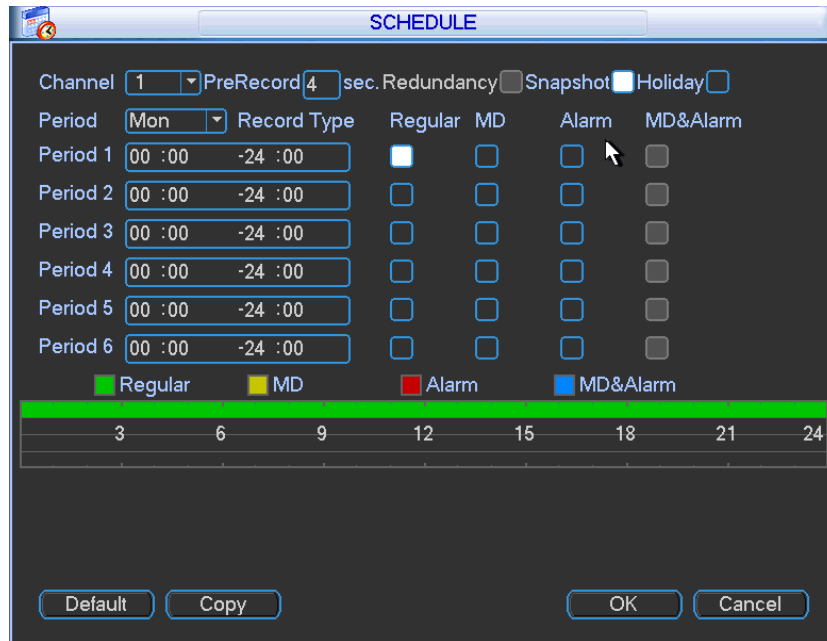 SCHEDULE
Channel 1 PreRecord 4 sec. Redundancy Snapshot Holiday
Period Mon Record Type Regular MD Alarm MD&Alarm
Period 1 00 :00 -24 :00
Period 2 00 :00 -24 :00
Period 3 00 :00 -24 :00
Period 4 00 :00 -24 :00
Period 5 00 :00 -24 :00
Period 6 00 :00 -24 :00
Regular MD Alarm MD&Alarm
3 6 9 12 15 18 21 24
Default Copy OK Cancel